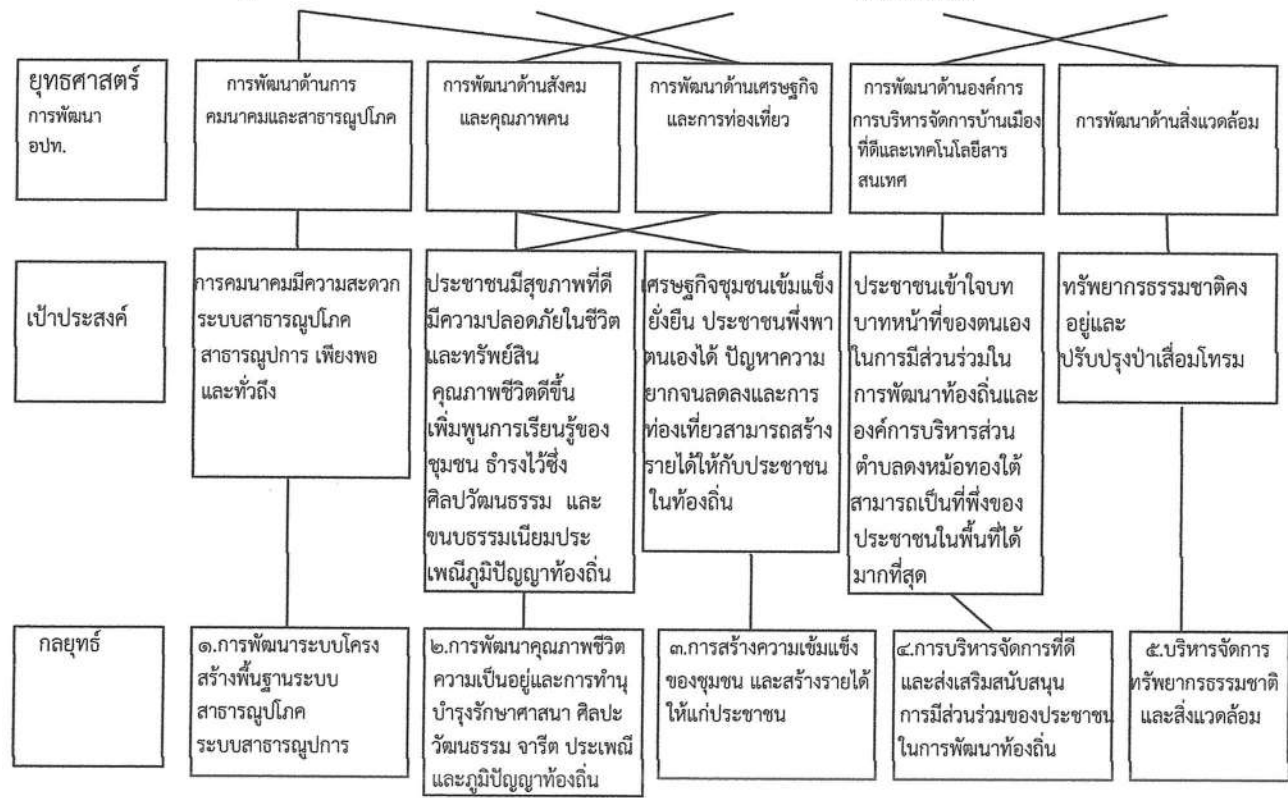 ยุทธศาสตร์
การพัฒนา
อปท.
การพัฒนาด้านการ
คมนาคมและสาธารณูปโภค
การพัฒนาด้านสังคม
และคุณภาพคน
การพัฒนาด้านเศรษฐกิจ
และการท่องเที่ยว
การพัฒนาด้านองค์การ
การบริหารจัดการบ้านเมือง
ที่ดีและเทคโนโลยีสาร
สนเทศ
การพัฒนาด้านสิ่งแวดล้อม
เป้าประสงค์
การคมนาคมมีความสะดวก
ระบบสาธารณูปโภค
สาธารณูปการ เพียงพอ
และทั่วถึง
ประชาชนมีสุขภาพที่ดี
มีความปลอดภัยในชีวิต
และทรัพย์สิน
คุณภาพชีวิตดีขึ้น
เพิ่มพูนการเรียนรู้ของ
ชุมชน ธำรงไว้ซึ่ง
ศิลปวัฒนธรรม และ
ขนบธรรมเนียมประ
เพณีภูมิปัญญาท้องถิ่น
เศรษฐกิจชุมชนเข้มแข็ง
ยั่งยืน ประชาชนพึ่งพา
ตนเองได้ ปัญหาความ
ยากจนลดลงและการ
ท่องเที่ยวสามารถสร้าง
รายได้ให้กับประชาชน
ในท้องถิ่น
ประชาชนเข้าใจบท
บาทหน้าที่ของตนเอง
ในการมีส่วนร่วมใน
การพัฒนาท้องถิ่นและ
องค์การบริหารส่วน
ตำบลดงหม้อทองใต้
สามารถเป็นที่พึ่งของ
ประชาชนในพื้นที่ได้
มากที่สุด
ทรัพยากรธรรมชาติคง
อยู่และ
ปรับปรุงป่าเสื่อมโทรม
กลยุทธ์
๑.การพัฒนาระบบโครง
สร้างพื้นฐานระบบ
สาธารณูปโภค
ระบบสาธารณูปการ
๒.การพัฒนาคุณภาพชีวิต
ความเป็นอยู่และการทำนุ
บำรุงรักษาศาสนา ศิลปะ
วัฒนธรรม จารีต ประเพณี
และภูมิปัญญาท้องถิ่น
๓.การสร้างความเข้มแข็ง
ของชุมชน และสร้างรายได้
ให้แก่ประชาชน
๔.การบริหารจัดการที่ดี
และส่งเสริมสนับสนุน
การมีส่วนร่วมของประชาชน
ในการพัฒนาท้องถิ่น
๕.บริหารจัดการ
ทรัพยากรธรรมชาติ
และสิ่งแวดล้อม